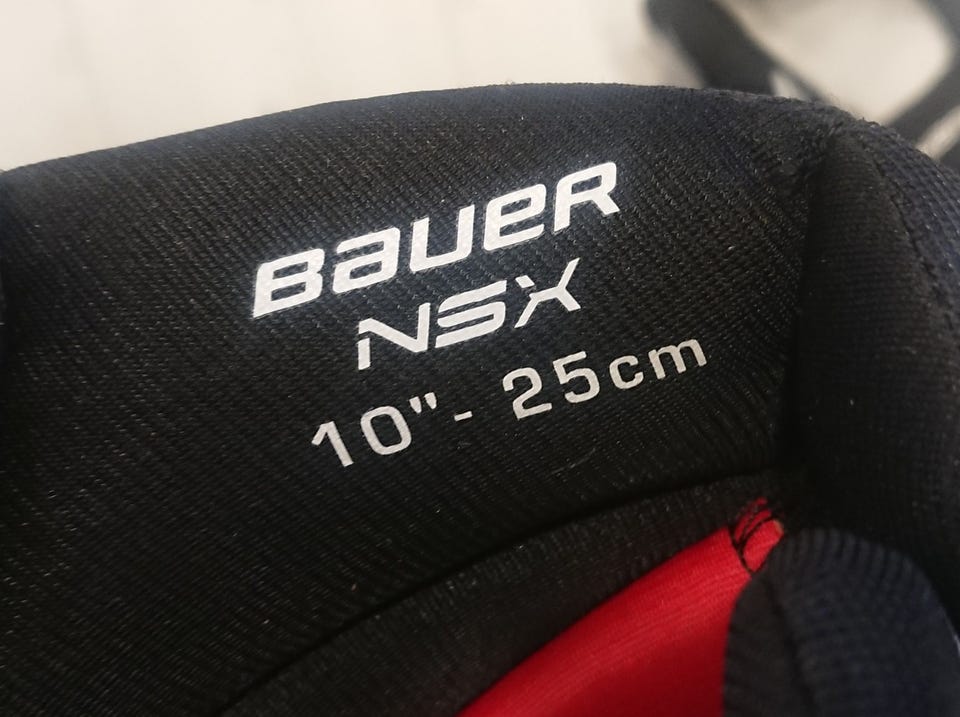 BAUER
NSX
10"- 25cm